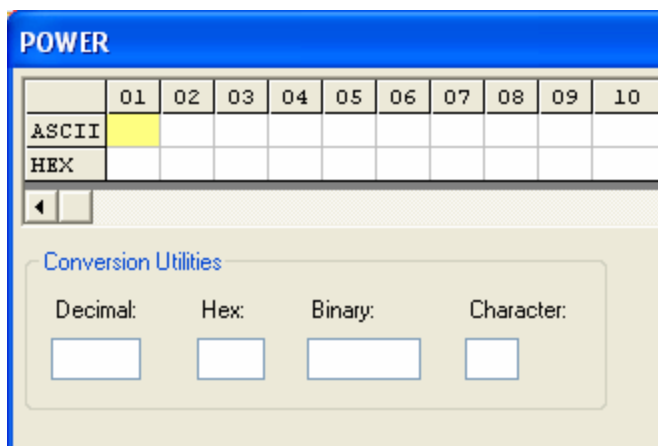 POWER
01 02 03 04 05 06 07 08 09 10
ASCII
HEX
Conversion Utilities
Decimal: Hex: Binary: Character: